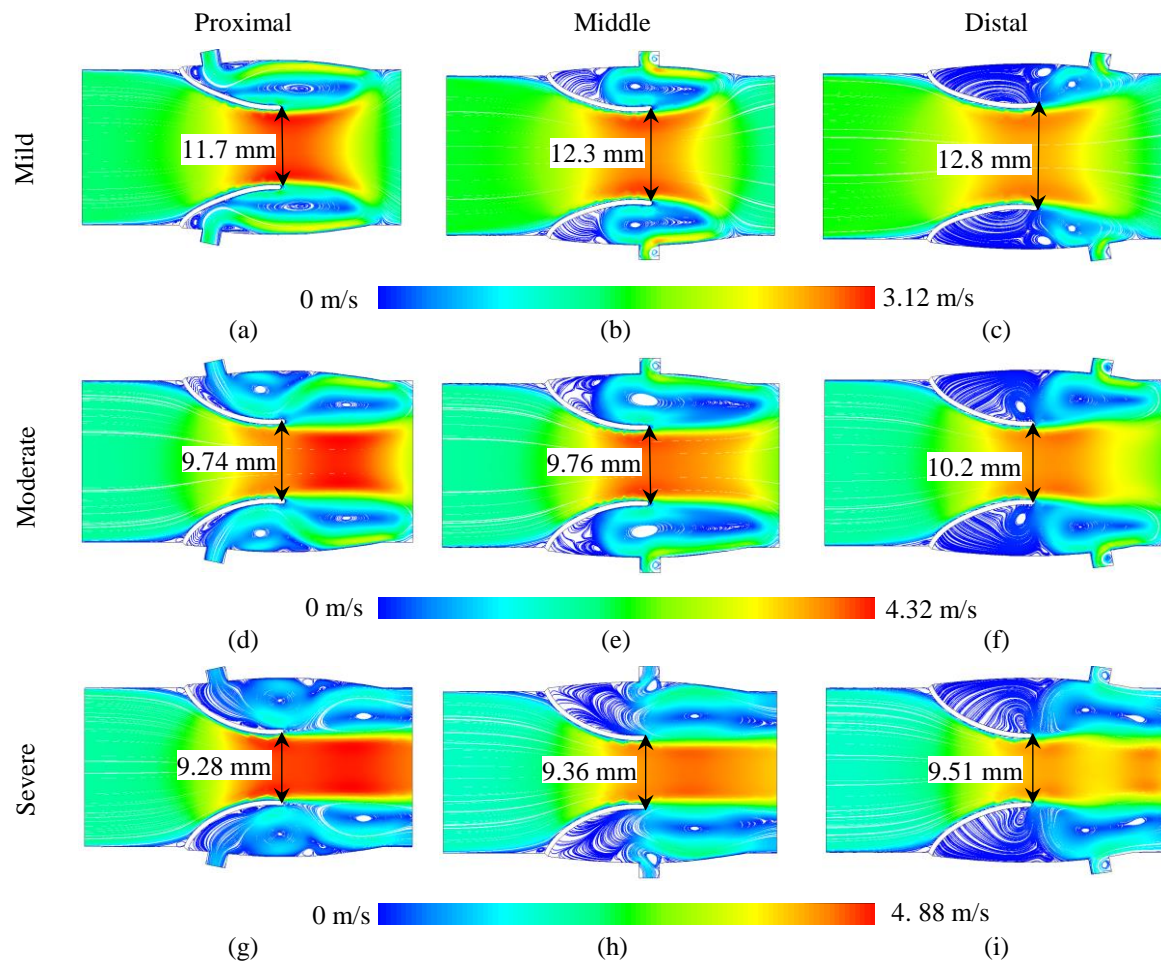 Proximal Middle Distal
Mild
11.7 mm 12.3 mm 12.8 mm
0 m/s 3.12 m/s
(a) (b) (c)
Moderate
9.74 mm 9.76 mm 10.2 mm
0 m/s 4.32 m/s
(d) (e) (f)
Severe
9.28 mm 9.36 mm 9.51 mm
0 m/s 4. 88 m/s
(g) (h) (i)